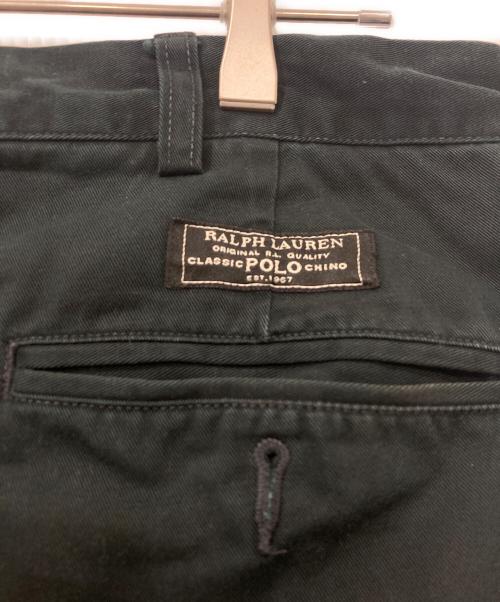 RALPH LAUREN
ORIGINAL R.L. QUALITY
CLASSIC POLO CHINO
EST. 1967